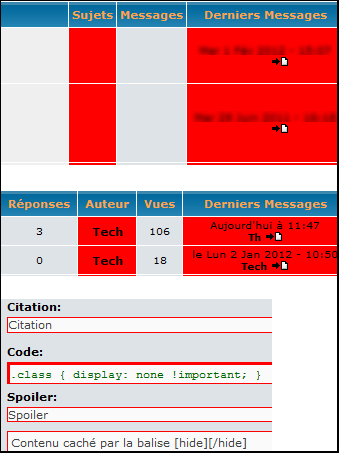 Sujets Messages Derniers Messages
Réponses Auteur Vues Derniers Messages
3 Tech 106 Aujourd'hui à 11:47
Th
0 Tech 18 le Lun 2 Jan 2012 - 10:50
Tech
Citation:
Citation
Code:
.class { display: none !important; }
Spoiler:
Spoiler
Contenu caché par la balise [hide][/hide]